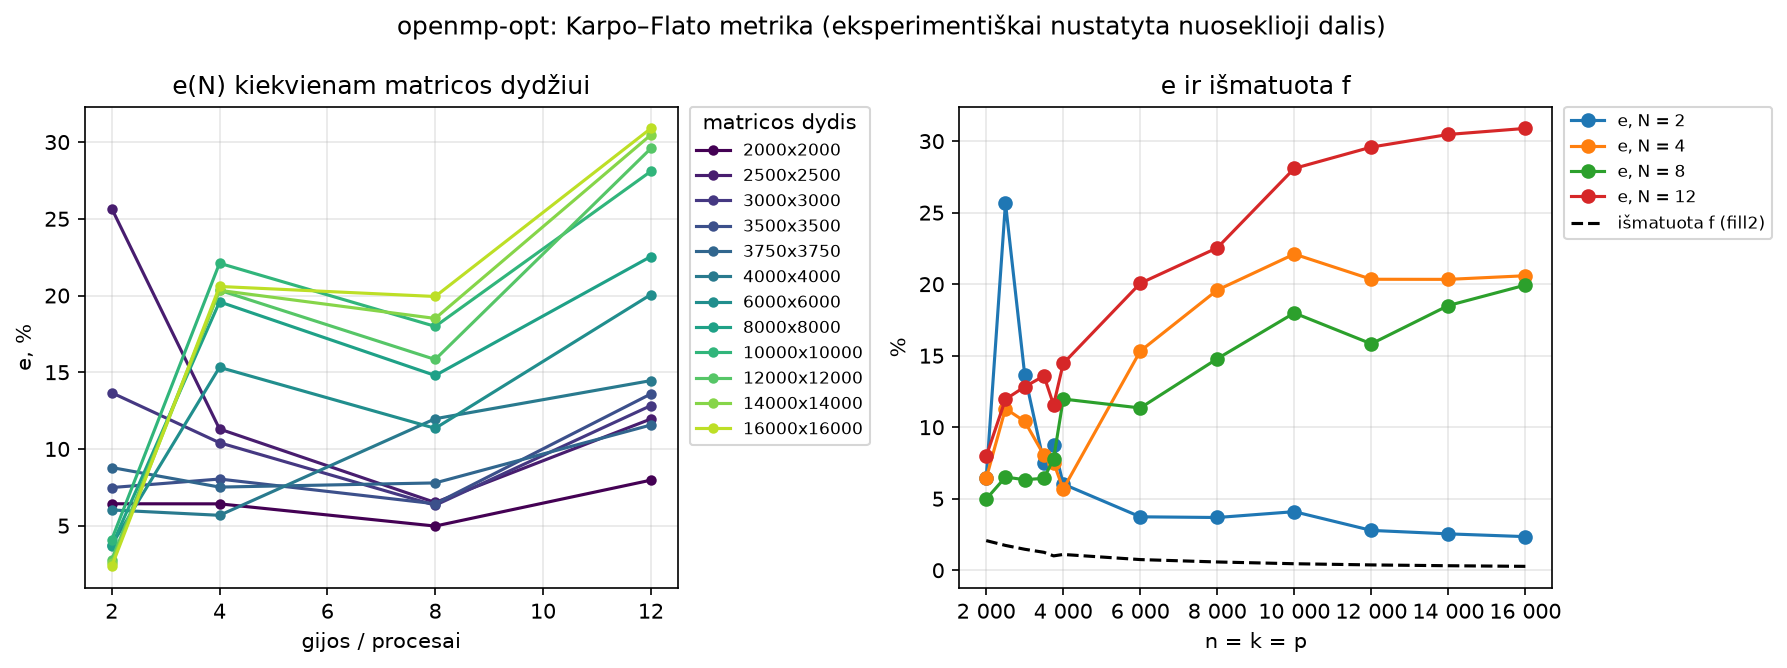 openmp-opt: Karpo–Flato metrika (eksperimentiškai nustatyta nuoseklioji dalis)
e(N) kiekvienam matricos dydžiui
e, %
30
25
20
15
10
5
2
4
6
8
10
12
gijos / procesai
matricos dydis
2000x2000
2500x2500
3000x3000
3500x3500
3750x3750
4000x4000
6000x6000
8000x8000
10000x10000
12000x12000
14000x14000
16000x16000
e ir išmatuota f
%
30
25
20
15
10
5
0
2 000
4 000
6 000
8 000
10 000
12 000
14 000
16 000
n = k = p
e, N = 2
e, N = 4
e, N = 8
e, N = 12
išmatuota f (fill2)